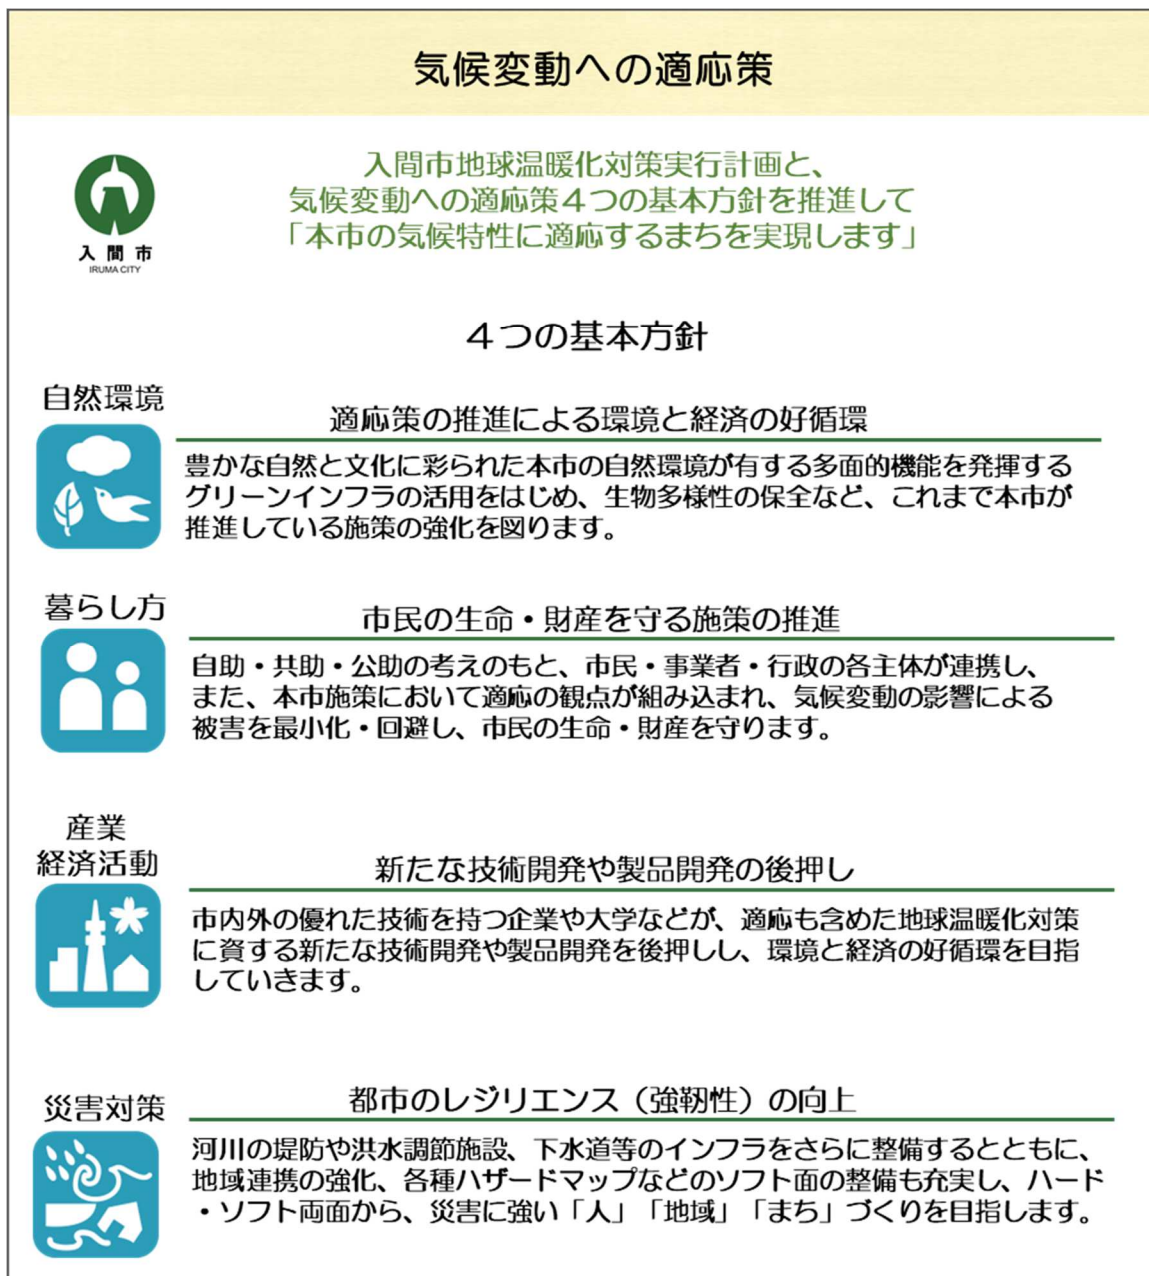 気候変動への適応策
入間市
IRUMA CITY
入間市地球温暖化対策実行計画と、
気候変動への適応策４つの基本方針を推進して
「本市の気候特性に適応するまちを実現します」
４つの基本方針
自然環境
適応策の推進による環境と経済の好循環
豊かな自然と文化に彩られた本市の自然環境が有する多面的機能を発揮する
グリーンインフラの活用をはじめ、生物多様性の保全など、これまで本市が
推進している施策の強化を図ります。
暮らし方
市民の生命・財産を守る施策の推進
自助・共助・公助の考えのもと、市民・事業者・行政の各主体が連携し、
また、本市施策において適応の観点が組み込まれ、気候変動の影響による
被害を最小化・回避し、市民の生命・財産を守ります。
産業
経済活動
新たな技術開発や製品開発の後押し
市内外の優れた技術を持つ企業や大学などが、適応も含めた地球温暖化対策
に資する新たな技術開発や製品開発を後押しし、環境と経済の好循環を目指
していきます。
災害対策
都市のレジリエンス（強靭性）の向上
河川の堤防や洪水調節施設、下水道等のインフラをさらに整備するとともに、
地域連携の強化、各種ハザードマップなどのソフト面の整備も充実し、ハード
・ソフト両面から、災害に強い「人」「地域」「まち」づくりを目指します。